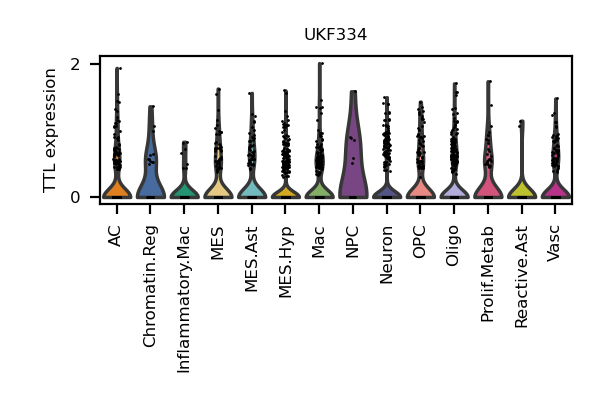 UKF334
TTL expression
2
0
AC
Chromatin.Reg
Inflammatory.Mac
MES
MES.Ast
MES.Hyp
Mac
NPC
Neuron
OPC
Oligo
Prolif.Metab
Reactive.Ast
Vasc